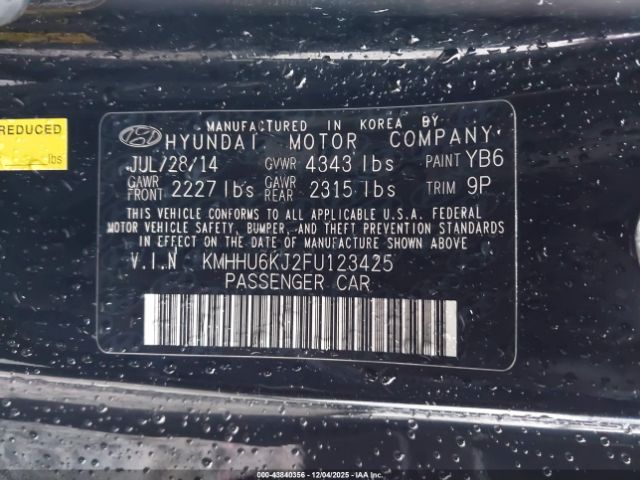 REDUCED
lbs
MANUFACTURED IN KOREA BY
HYUNDAI MOTOR COMPANY
JUL/28/14 GVWR 4343 lbs PAINT YB6
GAWR FRONT 2227 lbs GAWR REAR 2315 lbs TRIM 9P
THIS VEHICLE CONFORMS TO ALL APPLICABLE U.S.A. FEDERAL
MOTOR VEHICLE SAFETY, BUMPER, AND THEFT PREVENTION STANDARDS
IN EFFECT ON THE DATE OF MANUFACTURE SHOWN ABOVE
V.I.N KMHHU6KJ2FU123425
PASSENGER CAR
000-43840356 - 12/04/2025 - COPYRIGHT IAA, LLC.